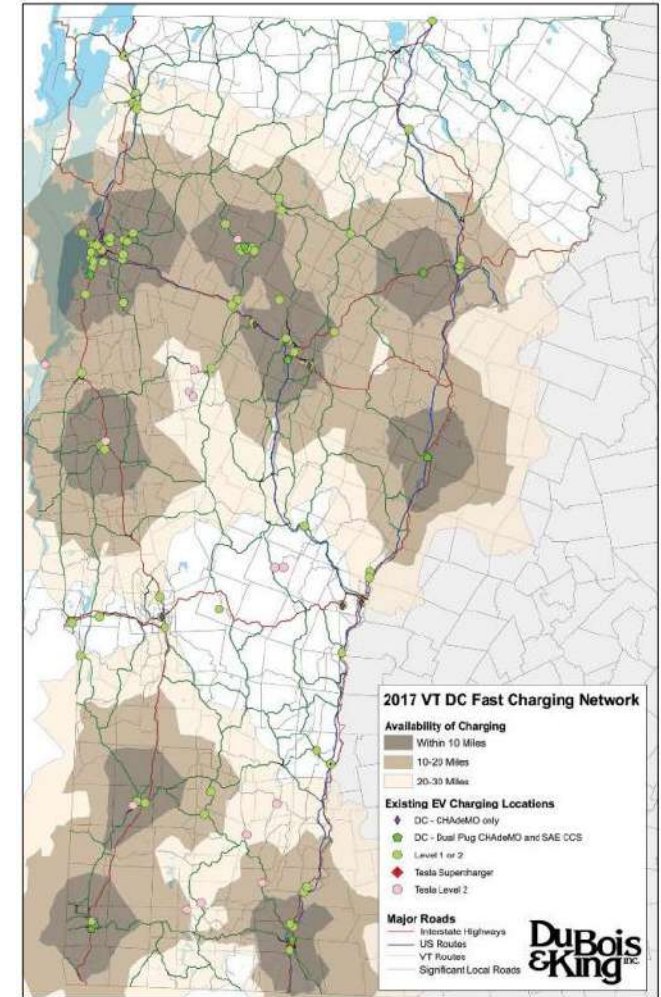 2017 VT DC Fast Charging Network
Availability of Charging
Within 10 Miles
10-20 Miles
20-30 Miles
Existing EV Charging Locations
DC - CHAdeMO only
DC - Dual Plug CHAdeMO and SAE CCS
Level 1 or 2
Tesla Supercharger
Tesla Level 2
Major Roads
Interstate Highways
US Routes
VT Routes
Significant Local Roads
DuBois
&King inc.